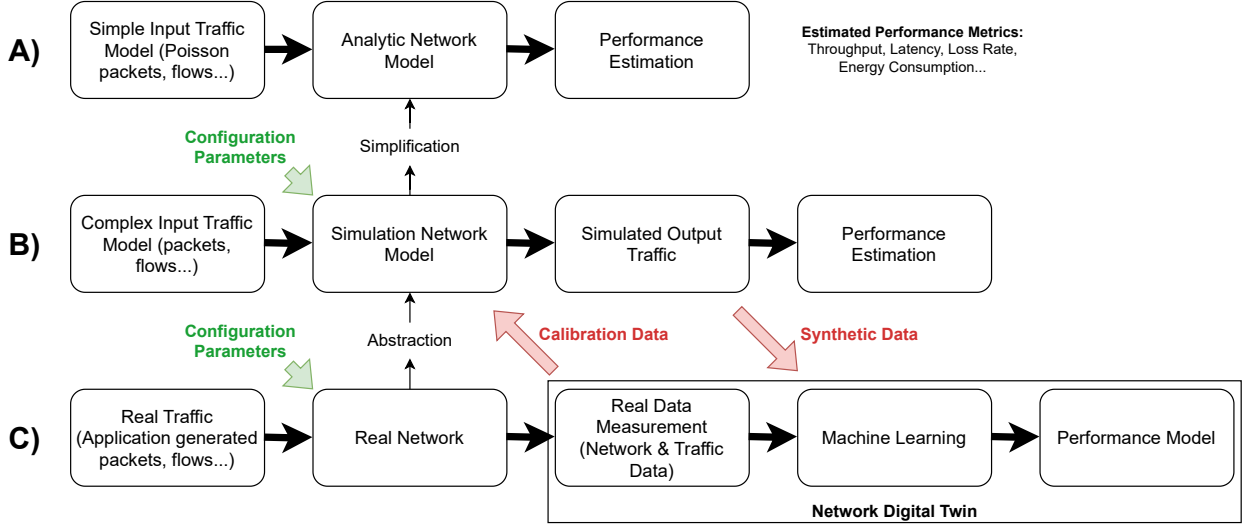 A)
Simple Input Traffic
Model (Poisson
packets, flows...)
Analytic Network
Model
Performance
Estimation
Estimated Performance Metrics:
Throughput, Latency, Loss Rate,
Energy Consumption...
Configuration
Parameters
Simplification
B)
Complex Input Traffic
Model (packets,
flows...)
Simulation Network
Model
Simulated Output
Traffic
Performance
Estimation
Configuration
Parameters
Abstraction
Calibration Data
Synthetic Data
C)
Real Traffic
(Application generated
packets, flows...)
Real Network
Real Data
Measurement
(Network & Traffic
Data)
Machine Learning
Performance Model
Network Digital Twin